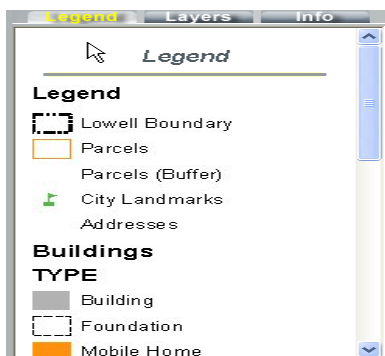 Legend Layers Info
Legend
Legend
Lowell Boundary
Parcels
Parcels (Buffer)
City Landmarks
Addresses
Buildings
TYPE
Building
Foundation
Mobile Home